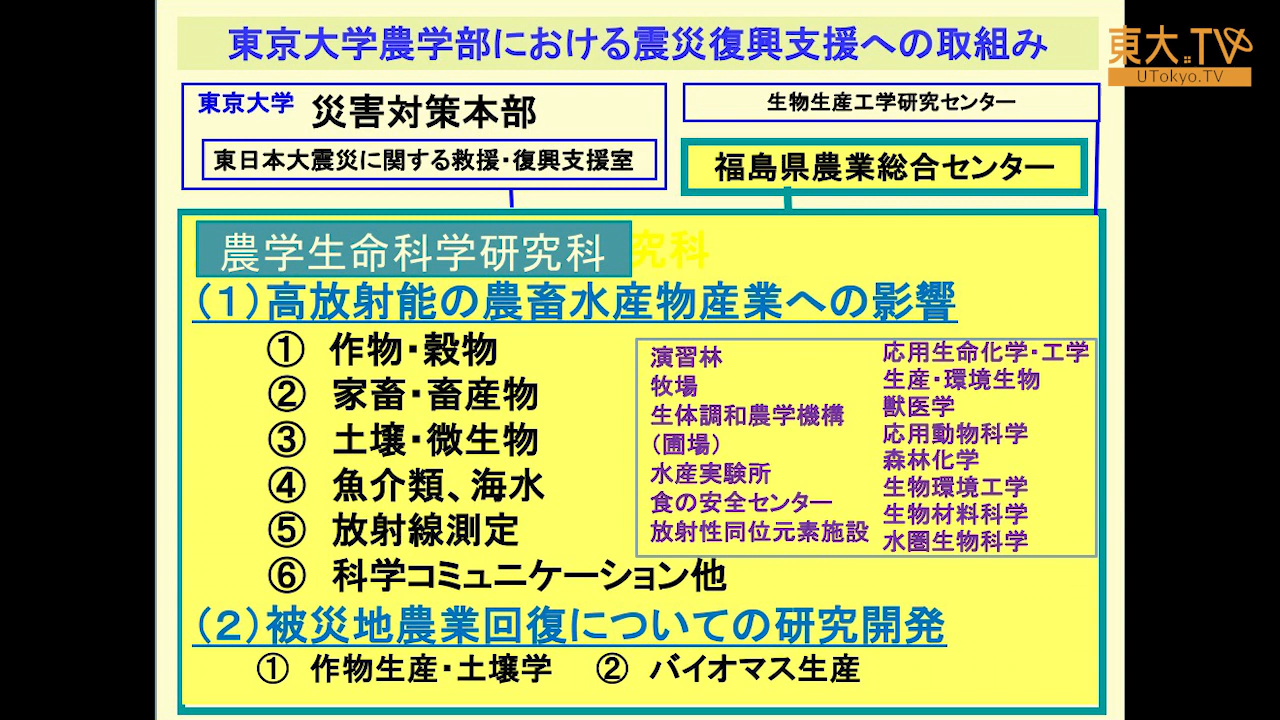 東京大学農学部における震災復興支援への取組み
東大TV
UTokyo.TV
東京大学 災害対策本部
東日本大震災に関する救援・復興支援室
生物生産工学研究センター
福島県農業総合センター
農学生命科学研究科
究科
(1)高放射能の農畜水産物産業への影響
① 作物・穀物
② 家畜・畜産物
③ 土壌・微生物
④ 魚介類、海水
⑤ 放射線測定
⑥ 科学コミュニケーション他
演習林
牧場
生体調和農学機構
(圃場)
水産実験所
食の安全センター
放射性同位元素施設
応用生命化学・工学
生産・環境生物
獣医学
応用動物科学
森林化学
生物環境工学
生物材料科学
水圏生物科学
(2)被災地農業回復についての研究開発
① 作物生産・土壌学 ② バイオマス生産